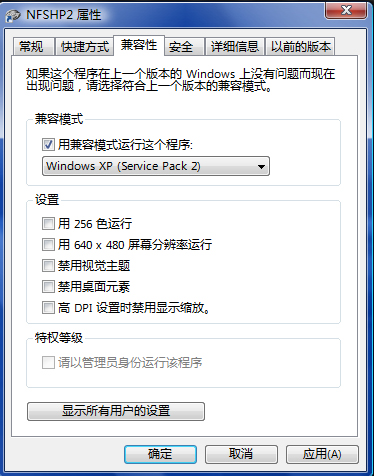 NFSHP2 属性
常规 快捷方式 兼容性 安全 详细信息 以前的版本
如果这个程序在上一个版本的 Windows 上没有问题而现在
出现问题，请选择符合上一个版本的兼容模式。
兼容模式
用兼容模式运行这个程序:
Windows XP (Service Pack 2)
设置
用 256 色运行
用 640 x 480 屏幕分辨率运行
禁用视觉主题
禁用桌面元素
高 DPI 设置时禁用显示缩放。
特权等级
请以管理员身份运行该程序
显示所有用户的设置
确定 取消 应用(A)